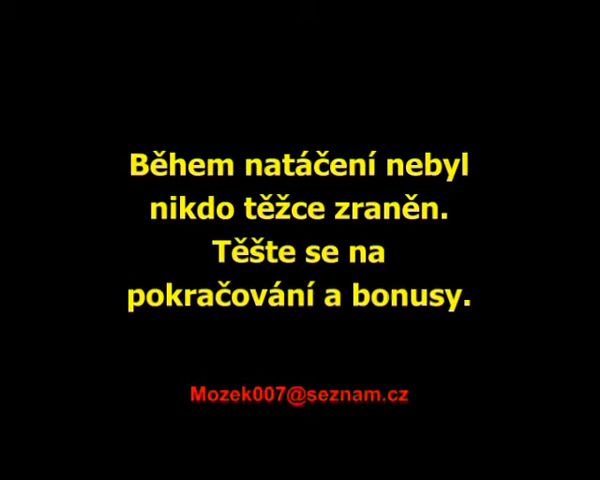 Během natáčení nebyl
nikdo těžce zraněn.
Těšte se na
pokračování a bonusy.
Mozek007@seznam.cz